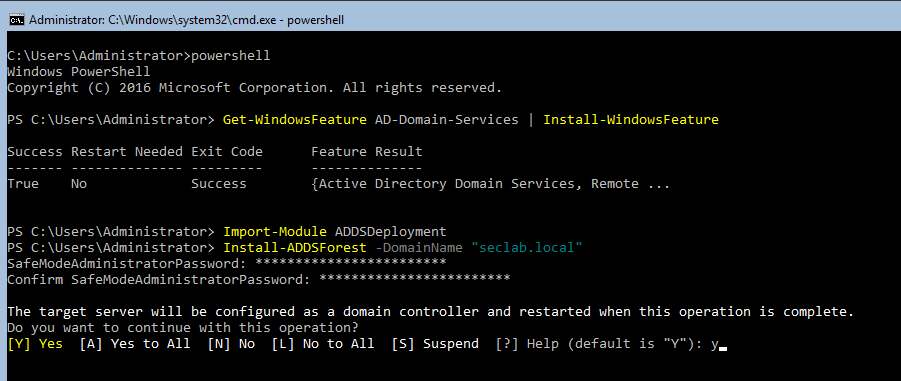 Administrator: C:\Windows\system32\cmd.exe - powershell
C:\Users\Administrator>powershell
Windows PowerShell
Copyright (C) 2016 Microsoft Corporation. All rights reserved.
PS C:\Users\Administrator> Get-WindowsFeature AD-Domain-Services | Install-WindowsFeature
Success Restart Needed Exit Code      Feature Result
------- -------------- ---------      --------------
True    No             Success        {Active Directory Domain Services, Remote ...
PS C:\Users\Administrator> Import-Module ADDSDeployment
PS C:\Users\Administrator> Install-ADDSForest -DomainName "seclab.local"
SafeModeAdministratorPassword: ************************
Confirm SafeModeAdministratorPassword: ************************
The target server will be configured as a domain controller and restarted when this operation is complete.
Do you want to continue with this operation?
[Y] Yes  [A] Yes to All  [N] No  [L] No to All  [S] Suspend  [?] Help (default is "Y"): y